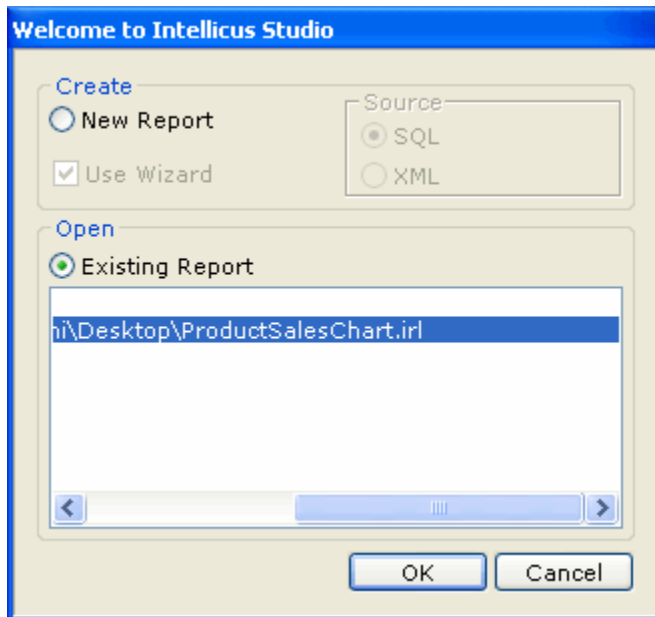 Welcome to Intellicus Studio
Create
New Report
Use Wizard
Source
SQL
XML
Open
Existing Report
ni\Desktop\ProductSalesChart.irl
OK
Cancel